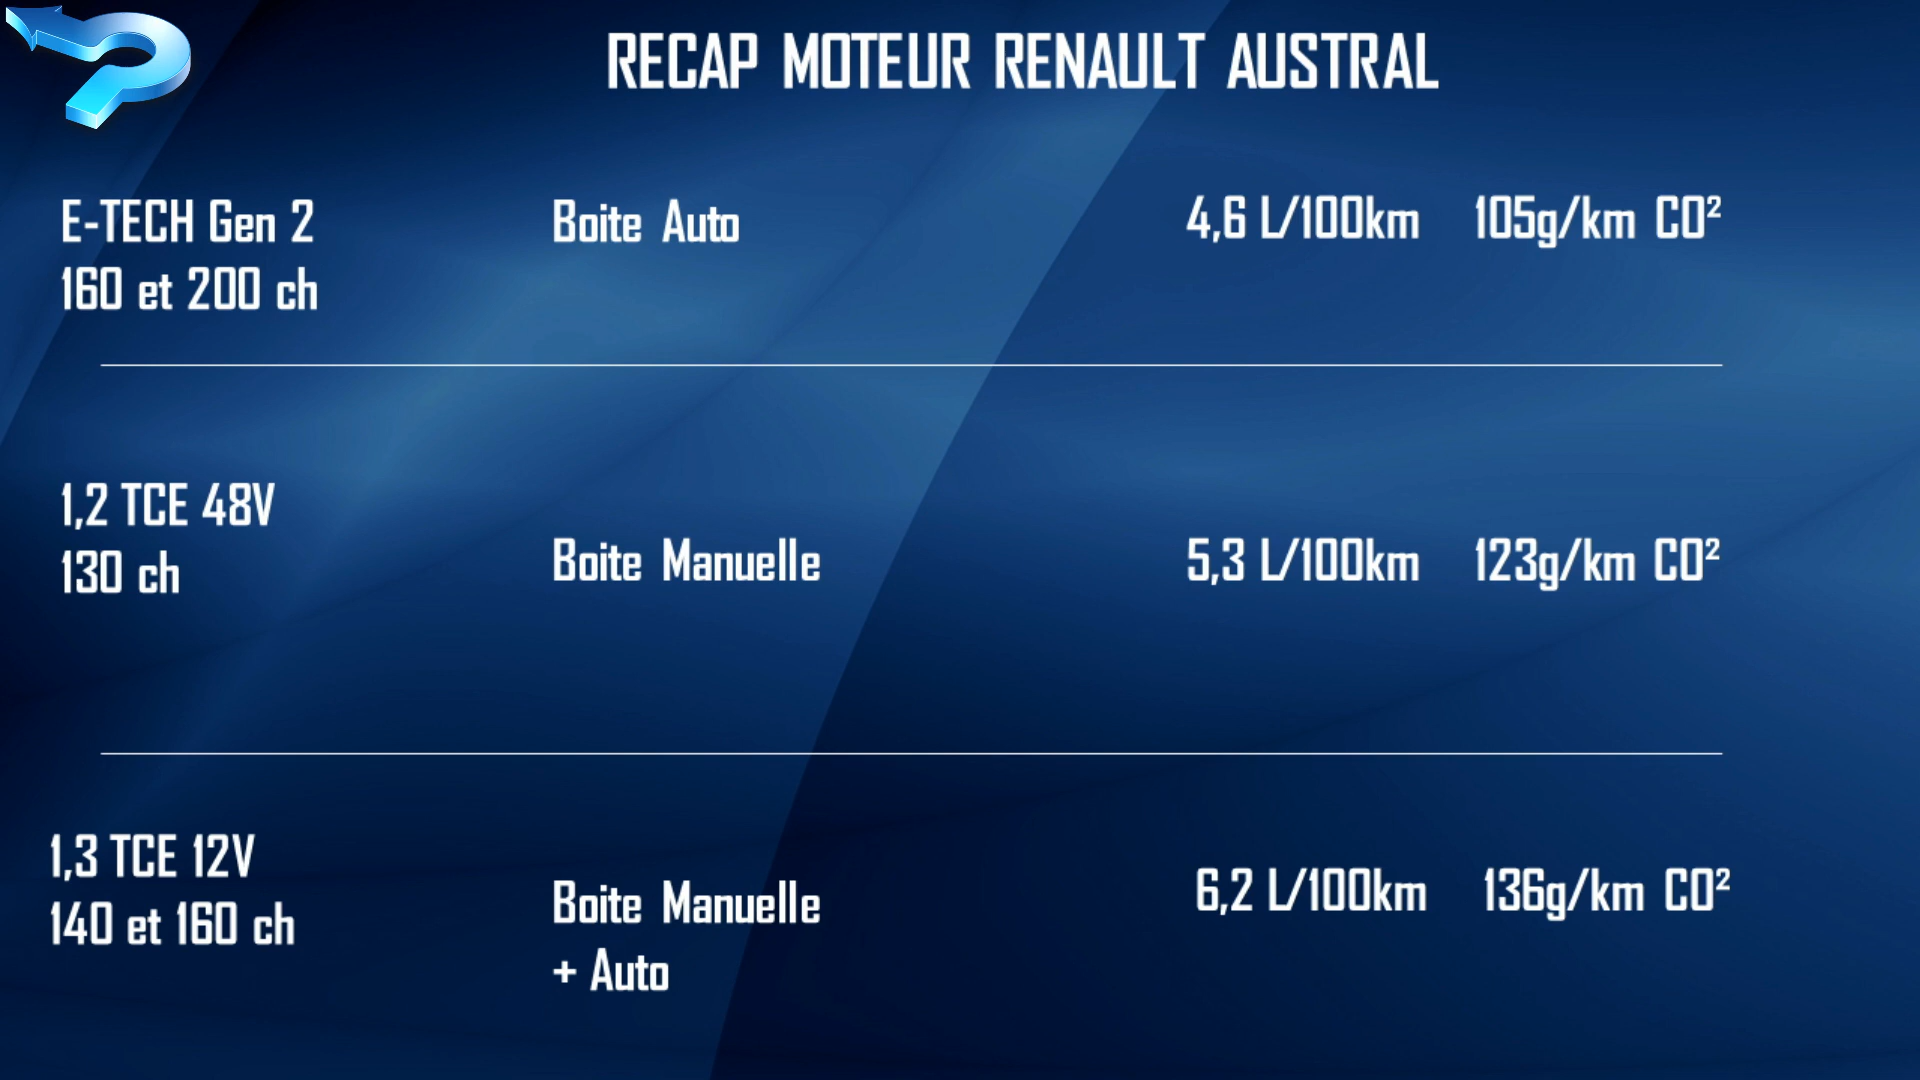 RECAP MOTEUR RENAULT AUSTRAL
E-TECH Gen 2
160 et 200 ch
Boite Auto
4,6 L/100km 105g/km CO²
1,2 TCE 48V
130 ch
Boite Manuelle
5,3 L/100km 123g/km CO²
1,3 TCE 12V
140 et 160 ch
Boite Manuelle
+ Auto
6,2 L/100km 136g/km CO²